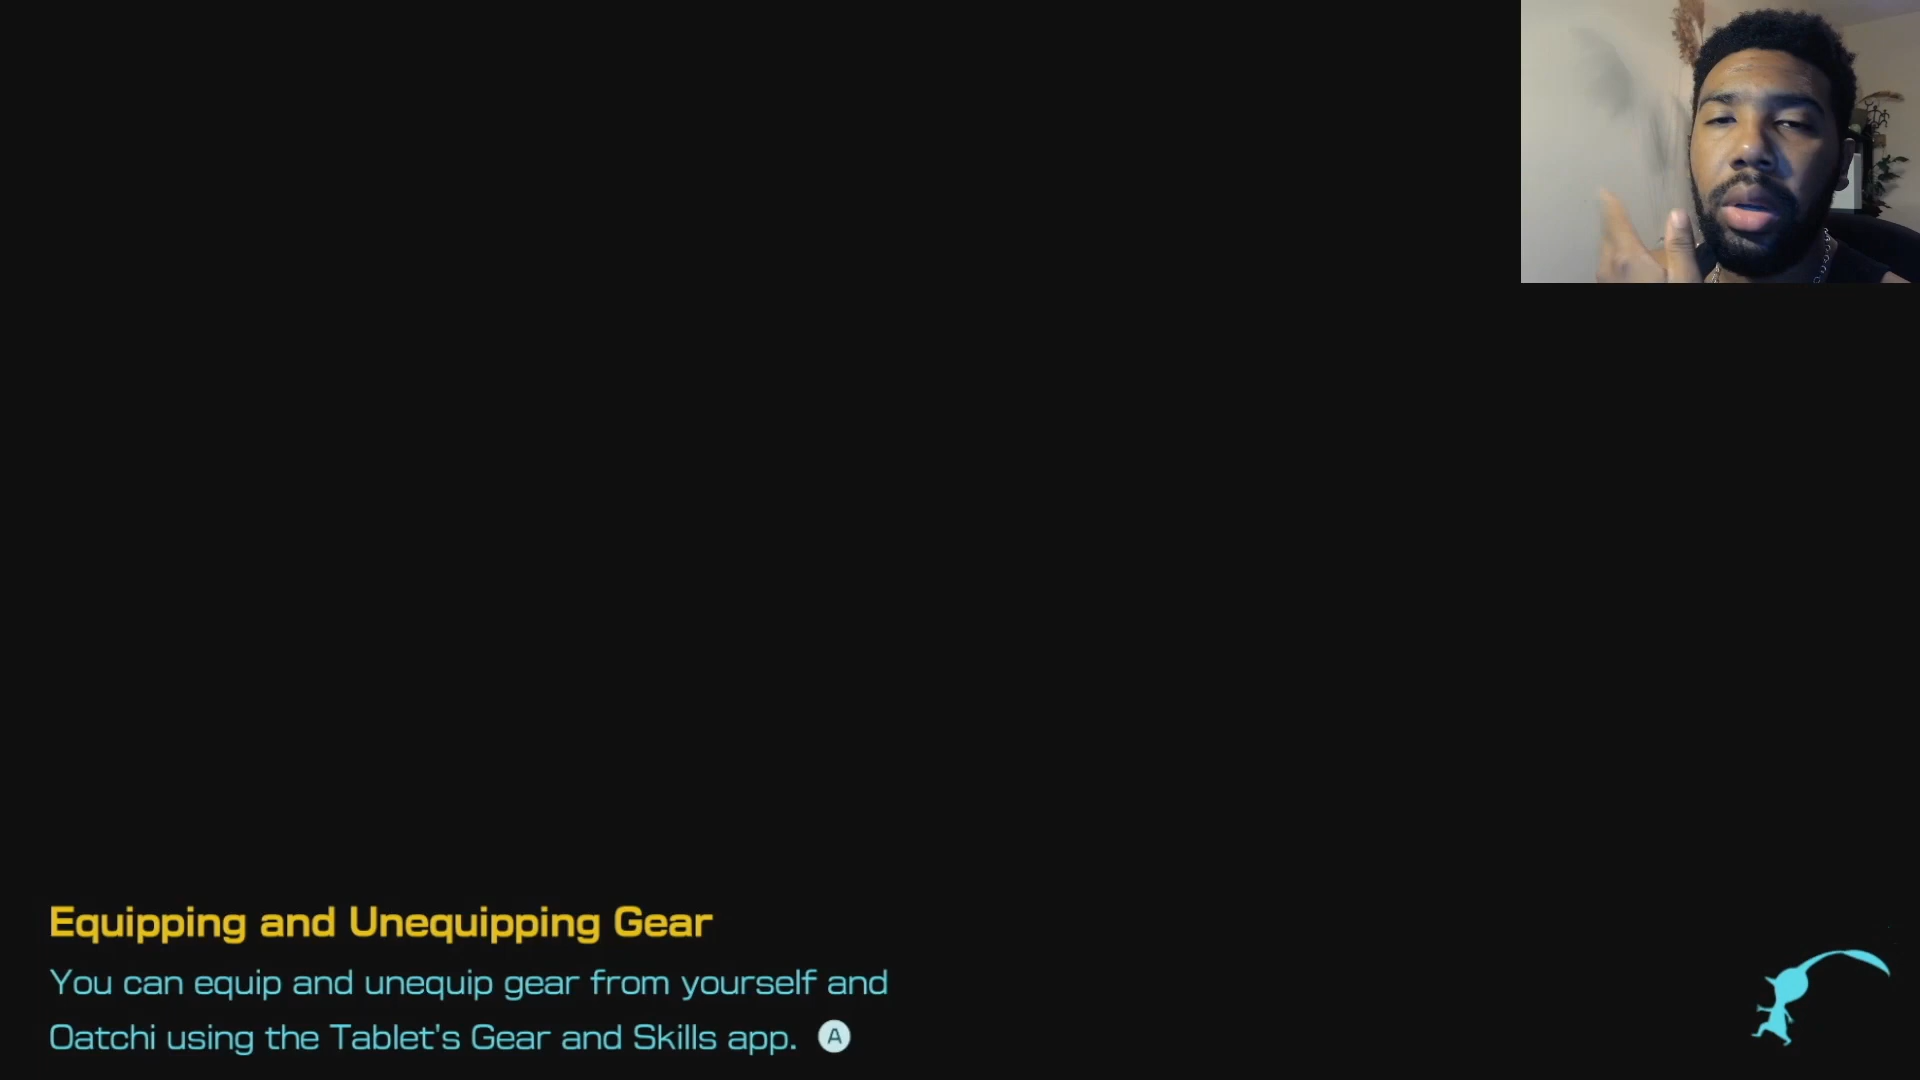 Equipping and Unequipping Gear
You can equip and unequip gear from yourself and
Oatchi using the Tablet's Gear and Skills app. A